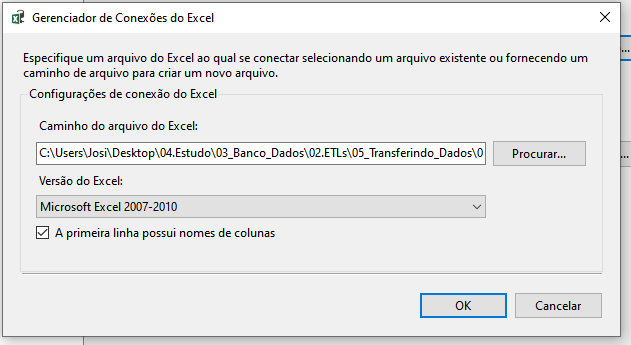 Gerenciador de Conexões do Excel
Especifique um arquivo do Excel ao qual se conectar selecionando um arquivo existente ou fornecendo um
caminho de arquivo para criar um novo arquivo.
Configurações de conexão do Excel
Caminho do arquivo do Excel:
C:\Users\Josi\Desktop\04.Estudo\03_Banco_Dados\02.ETLs\05_Transferindo_Dados\0
Procurar...
Versão do Excel:
Microsoft Excel 2007-2010
A primeira linha possui nomes de colunas
OK
Cancelar
...
...